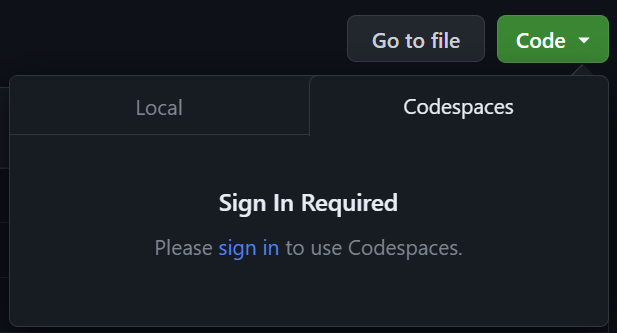 Go to file
Code
Local
Codespaces
Sign In Required
Please sign in to use Codespaces.